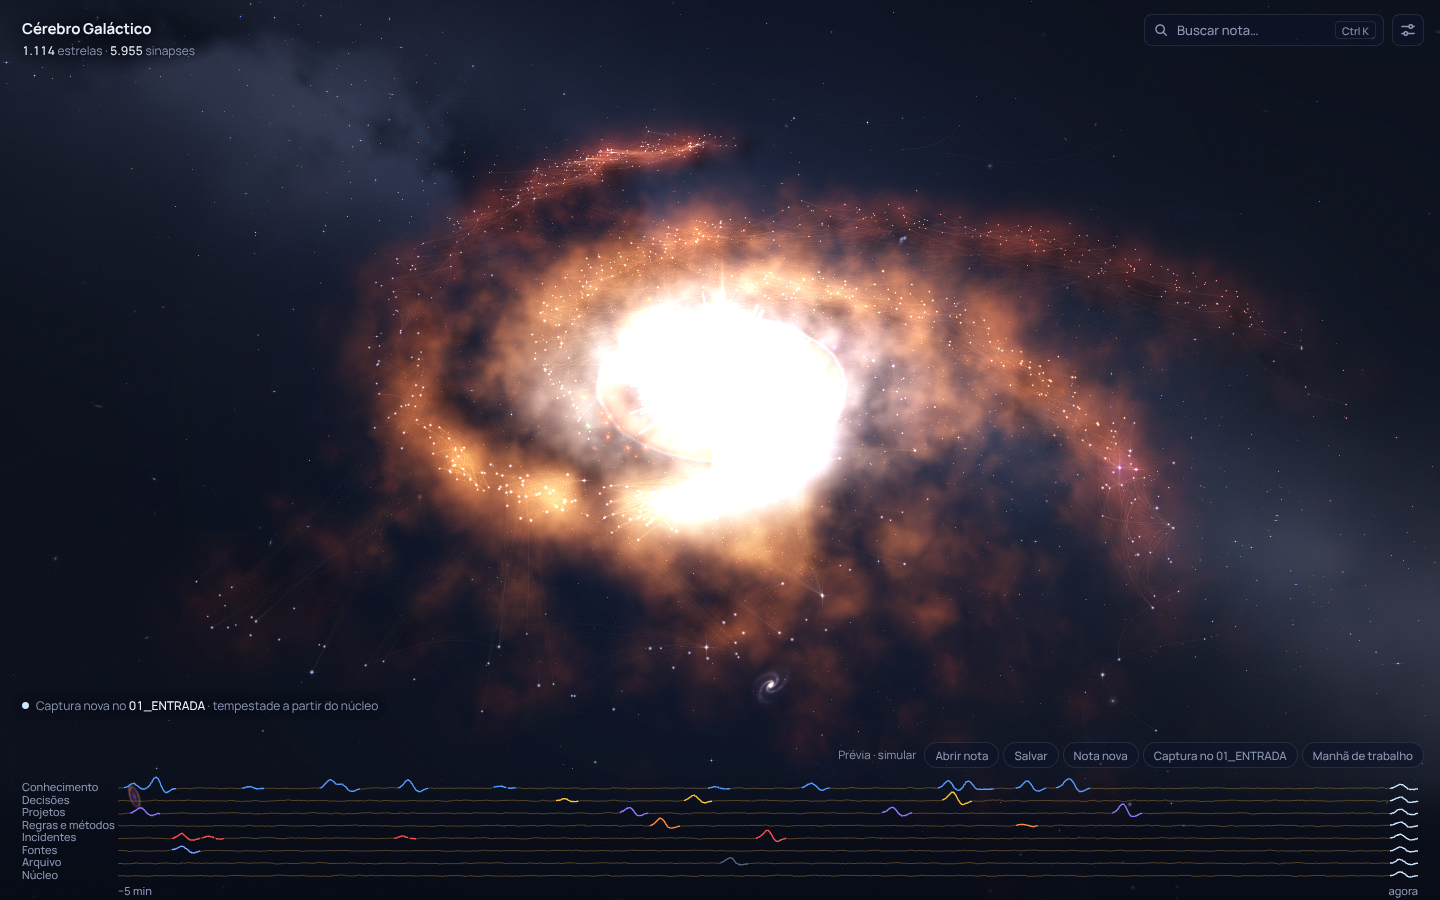 Cérebro Galáctico
1.114 estrelas · 5.955 sinapses
Buscar nota…
Ctrl K
Captura nova no 01_ENTRADA · tempestade a partir do núcleo
Prévia · simular
Abrir nota
Salvar
Nota nova
Captura no 01_ENTRADA
Manhã de trabalho
Conhecimento
Decisões
Projetos
Regras e métodos
Incidentes
Fontes
Arquivo
Núcleo
−5 min
agora